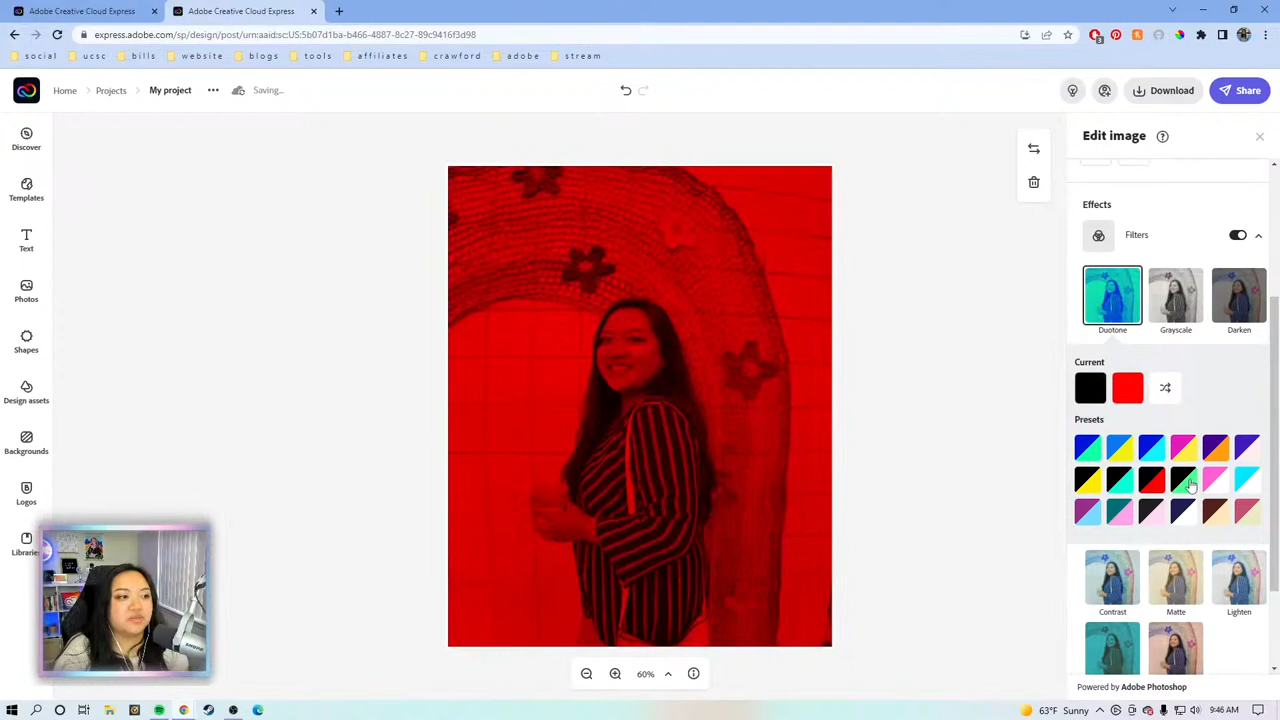 Adobe Creative Cloud Express
Adobe Creative Cloud Express
express.adobe.com/sp/design/post/urn:aaid:sc:US:5b07d1ba-b466-4887-8c27-89c9416f3d98
social
ucsc
bills
website
blogs
tools
affiliates
crawford
adobe
stream
Home
Projects
My project
Saving...
Download
Share
Discover
Templates
Text
Photos
Shapes
Design assets
Backgrounds
Logos
Libraries
Edit image
Effects
Filters
Duotone
Grayscale
Darken
Current
Presets
Contrast
Matte
Lighten
Powered by Adobe Photoshop
60%
63°F Sunny
9:46 AM